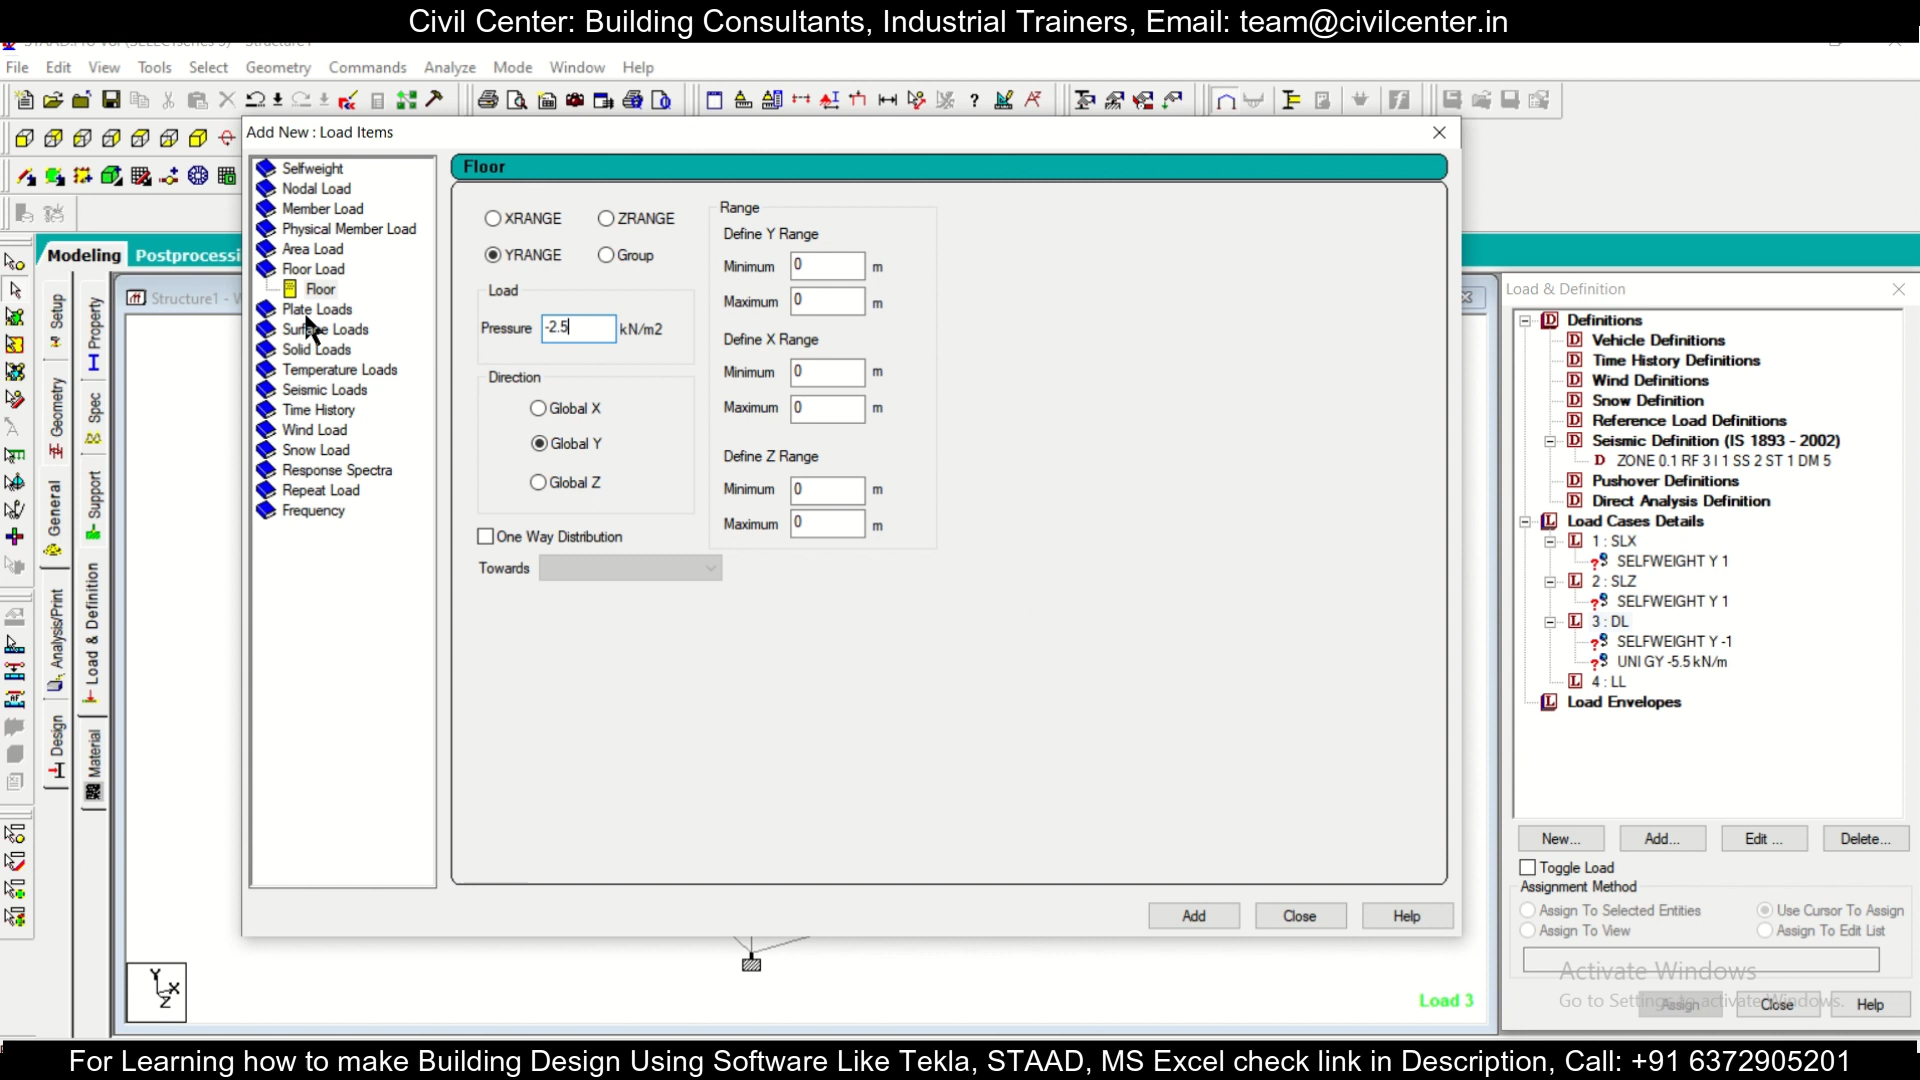 Civil Center: Building Consultants, Industrial Trainers, Email: team@civilcenter.in
File Edit View Tools Select Geometry Commands Analyze Mode Window Help
Add New : Load Items
Selfweight
Nodal Load
Member Load
Physical Member Load
Area Load
Floor Load
Floor
Plate Loads
Surface Loads
Solid Loads
Temperature Loads
Seismic Loads
Time History
Wind Load
Snow Load
Response Spectra
Repeat Load
Frequency
Floor
XRANGE ZRANGE
YRANGE Group
Load
Pressure -2.5 kN/m2
Direction
Global X
Global Y
Global Z
One Way Distribution
Towards
Range
Define Y Range
Minimum 0 m
Maximum 0 m
Define X Range
Minimum 0 m
Maximum 0 m
Define Z Range
Minimum 0 m
Maximum 0 m
Add Close Help
Modeling
Setup
Geometry
General
Analysis/Print
Design
Property
Spec
Support
Load & Definition
Material
Structure1 -
Y
X
Z
Load 3
Load & Definition
Definitions
Vehicle Definitions
Time History Definitions
Wind Definitions
Snow Definition
Reference Load Definitions
Seismic Definition (IS 1893 - 2002)
ZONE 0.1 RF 3 I 1 SS 2 ST 1 DM 5
Pushover Definitions
Direct Analysis Definition
Load Cases Details
1 : SLX
SELFWEIGHT Y 1
2 : SLZ
SELFWEIGHT Y 1
3 : DL
SELFWEIGHT Y -1
UNI GY -5.5 kN/m
4 : LL
Load Envelopes
New... Add... Edit ... Delete...
Toggle Load
Assignment Method
Assign To Selected Entities Use Cursor To Assign
Assign To View Assign To Edit List
Activate Windows
Go to Settings to activate Windows.
Assign Close Help
For Learning how to make Building Design Using Software Like Tekla, STAAD, MS Excel check link in Description, Call: +91 6372905201